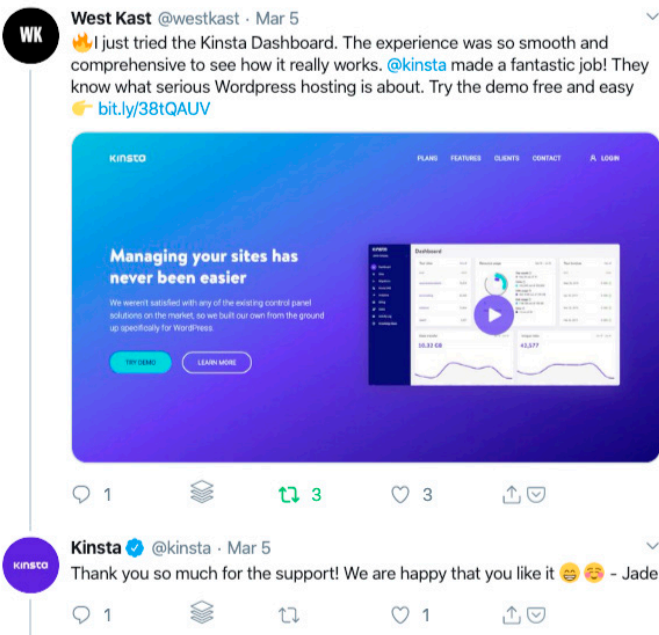 WK
West Kast @westkast · Mar 5
🔥I just tried the Kinsta Dashboard. The experience was so smooth and
comprehensive to see how it really works. @kinsta made a fantastic job! They
know what serious Wordpress hosting is about. Try the demo free and easy
👉 bit.ly/38tQAUV
KINSTA
PLANS FEATURES CLIENTS CONTACT LOGIN
Managing your sites has
never been easier
We weren't satisfied with any of the existing control panel
solutions on the market, so we built our own from the ground
up specifically for WordPress.
TRY DEMO LEARN MORE
Dashboard
1 3 3
KINSTA
Kinsta @kinsta · Mar 5
Thank you so much for the support! We are happy that you like it 😁 ☺️ - Jade
1 1